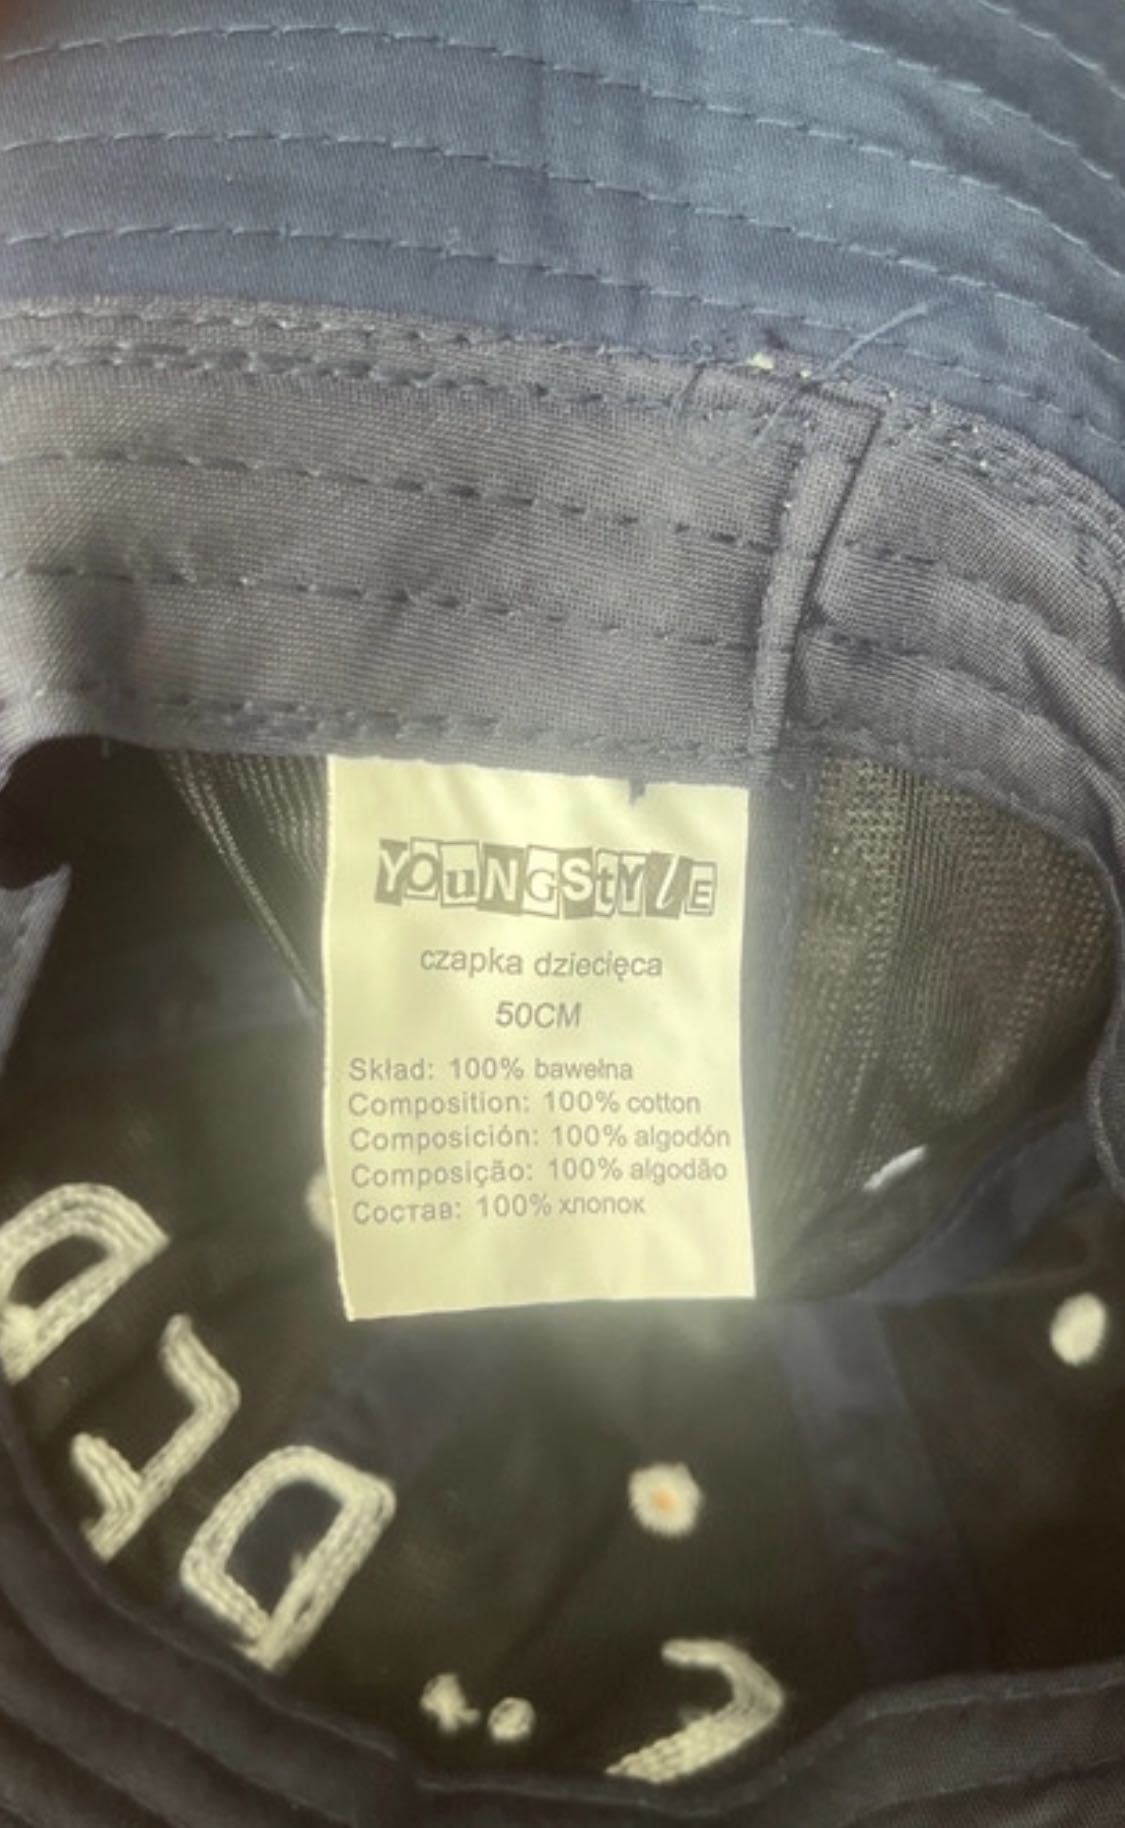 YOuNGStYlE
czapka dziecięca
50CM
Skład: 100% bawełna
Composition: 100% cotton
Composición: 100% algodón
Composição: 100% algodão
Состав: 100% хлопок